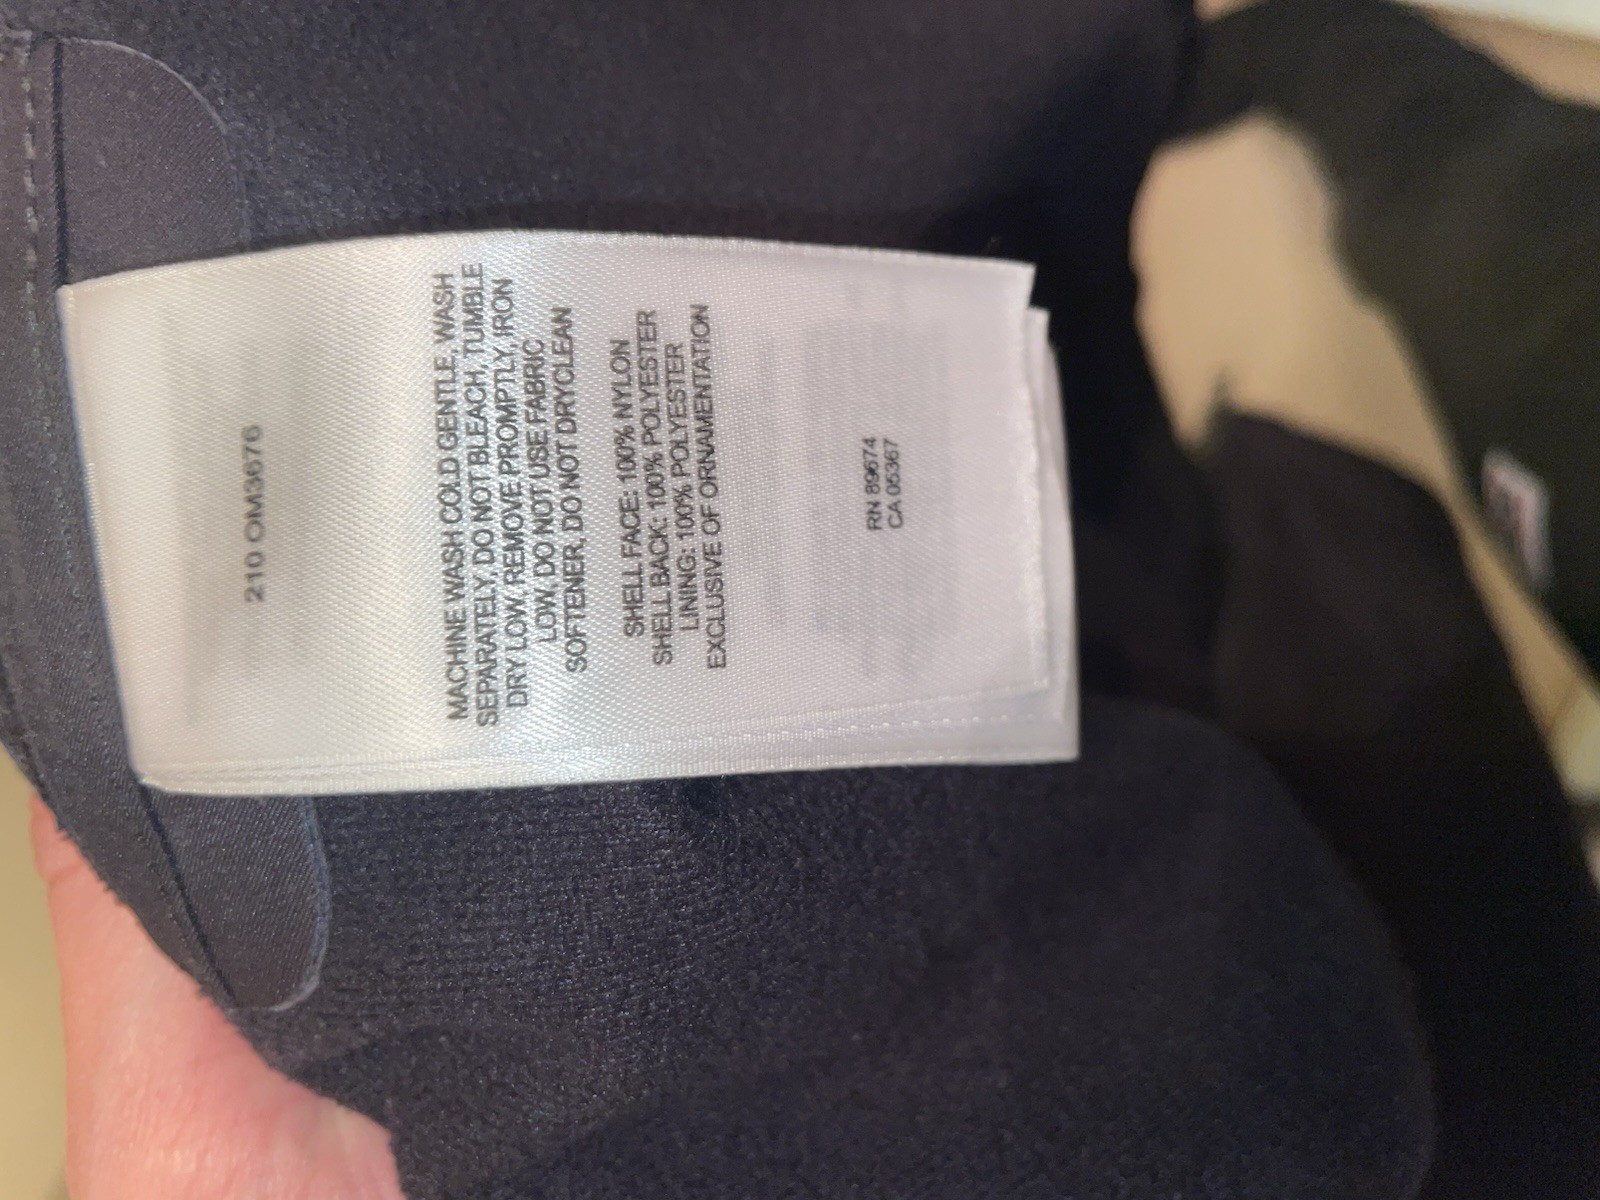 210 OM3676
MACHINE WASH COLD GENTLE, WASH
SEPARATELY, DO NOT BLEACH, TUMBLE
DRY LOW, REMOVE PROMPTLY, IRON
LOW, DO NOT USE FABRIC
SOFTENER, DO NOT DRYCLEAN
SHELL FACE: 100% NYLON
SHELL BACK: 100% POLYESTER
LINING: 100% POLYESTER
EXCLUSIVE OF ORNAMENTATION
RN 89674
CA 05367